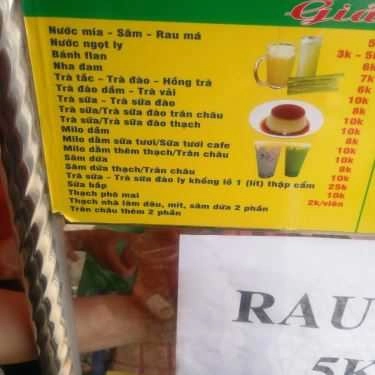 Giá
Nước mía - Sâm - Rau má
Nước ngọt ly
Bánh flan
Nha đam
Trà tắc - Trà đào - Hồng trà
Trà đào dầm - Trà vải
Trà sữa - Trà sữa đào
Trà sữa/Trà sữa đào trân châu
Trà sữa/Trà sữa đào thạch
Milo dầm
Milo dầm sữa tươi/Sữa tươi cafe
Milo dầm thêm thạch/Trân châu
Sâm dứa
Sâm dứa thạch/Trân châu
Trà sữa - Trà sữa đào ly khổng lồ 1 (lít) thập cẩm
Sữa bắp
Thạch phô mai
Thạch nhà làm dâu, mít, sâm dứa 2 phần
Trân châu thêm 2 phần
5
3k - 5
6k
7k
6k
10k
8k
10k
10k
8k
10k
10k
8k
10k
25k
10k
2k/viên
RAU
5K